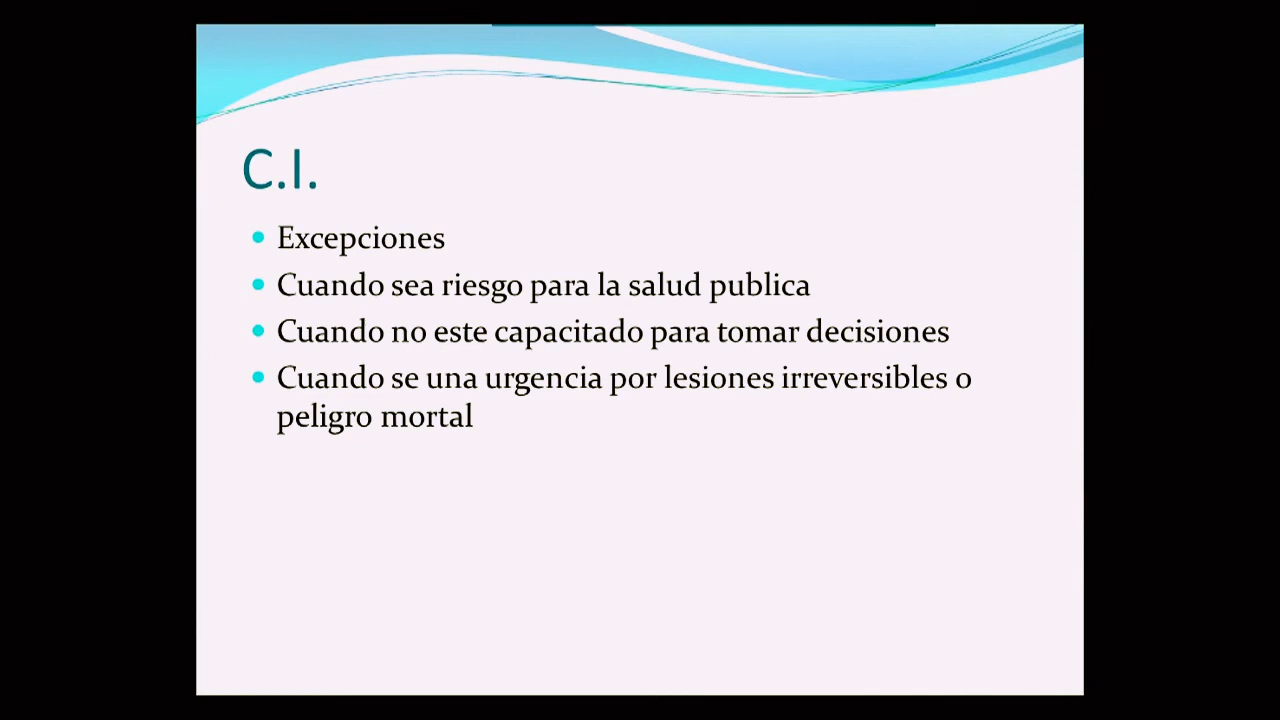 C.I.
Excepciones
Cuando sea riesgo para la salud publica
Cuando no este capacitado para tomar decisiones
Cuando se una urgencia por lesiones irreversibles o
peligro mortal